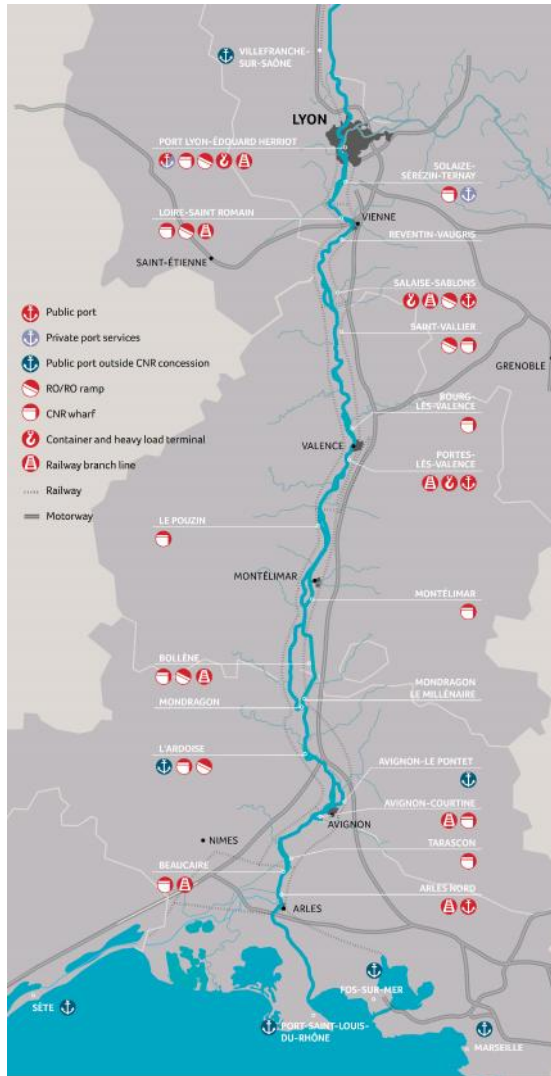 VILLEFRANCHE-
SUR-SAÔNE
LYON
PORT LYON-ÉDOUARD HERRIOT
SOLAIZE-
SÉRÉZIN-TERNAY
LOIRE-SAINT ROMAIN
VIENNE
REVENTIN-VAUGRIS
SAINT-ÉTIENNE
SALAISE-SABLONS
Public port
Private port services
Public port outside CNR concession
RO/RO ramp
CNR wharf
Container and heavy load terminal
Railway branch line
Railway
Motorway
SAINT-VALLIER
GRENOBLE
BOURG-
LÈS-VALENCE
VALENCE
PORTES-
LÈS-VALENCE
LE POUZIN
MONTÉLIMAR
MONTÉLIMAR
BOLLÈNE
MONDRAGON
LE MILLÉNAIRE
MONDRAGON
L'ARDOISE
AVIGNON-LE PONTET
AVIGNON-COURTINE
AVIGNON
NIMES
TARASCON
BEAUCAIRE
ARLES NORD
ARLES
FOS-SUR-MER
SÈTE
PORT-SAINT-LOUIS-
DU-RHÔNE
MARSEILLE